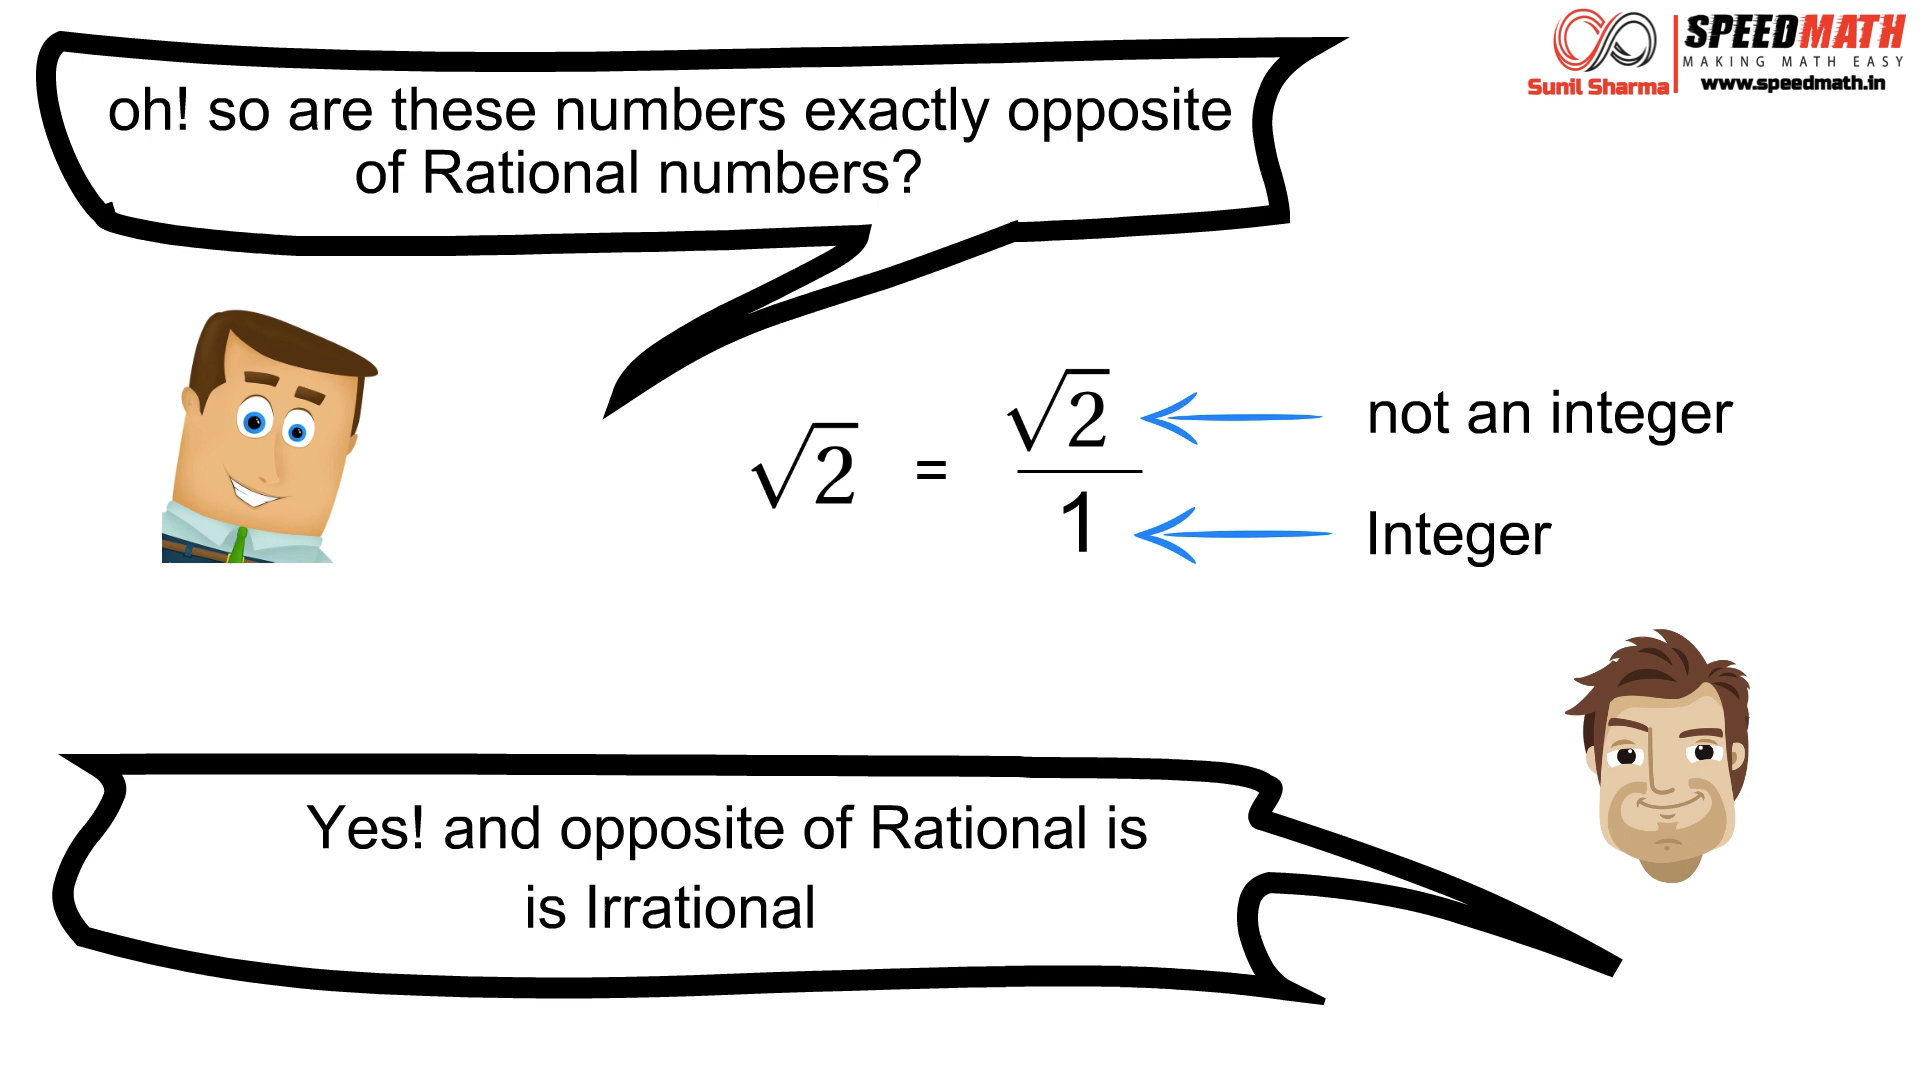 SPEEDMATH
MAKING MATH EASY
Sunil Sharma
www.speedmath.in
oh! so are these numbers exactly opposite
of Rational numbers?
√2 = √2/1
not an integer
Integer
Yes! and opposite of Rational is
is Irrational